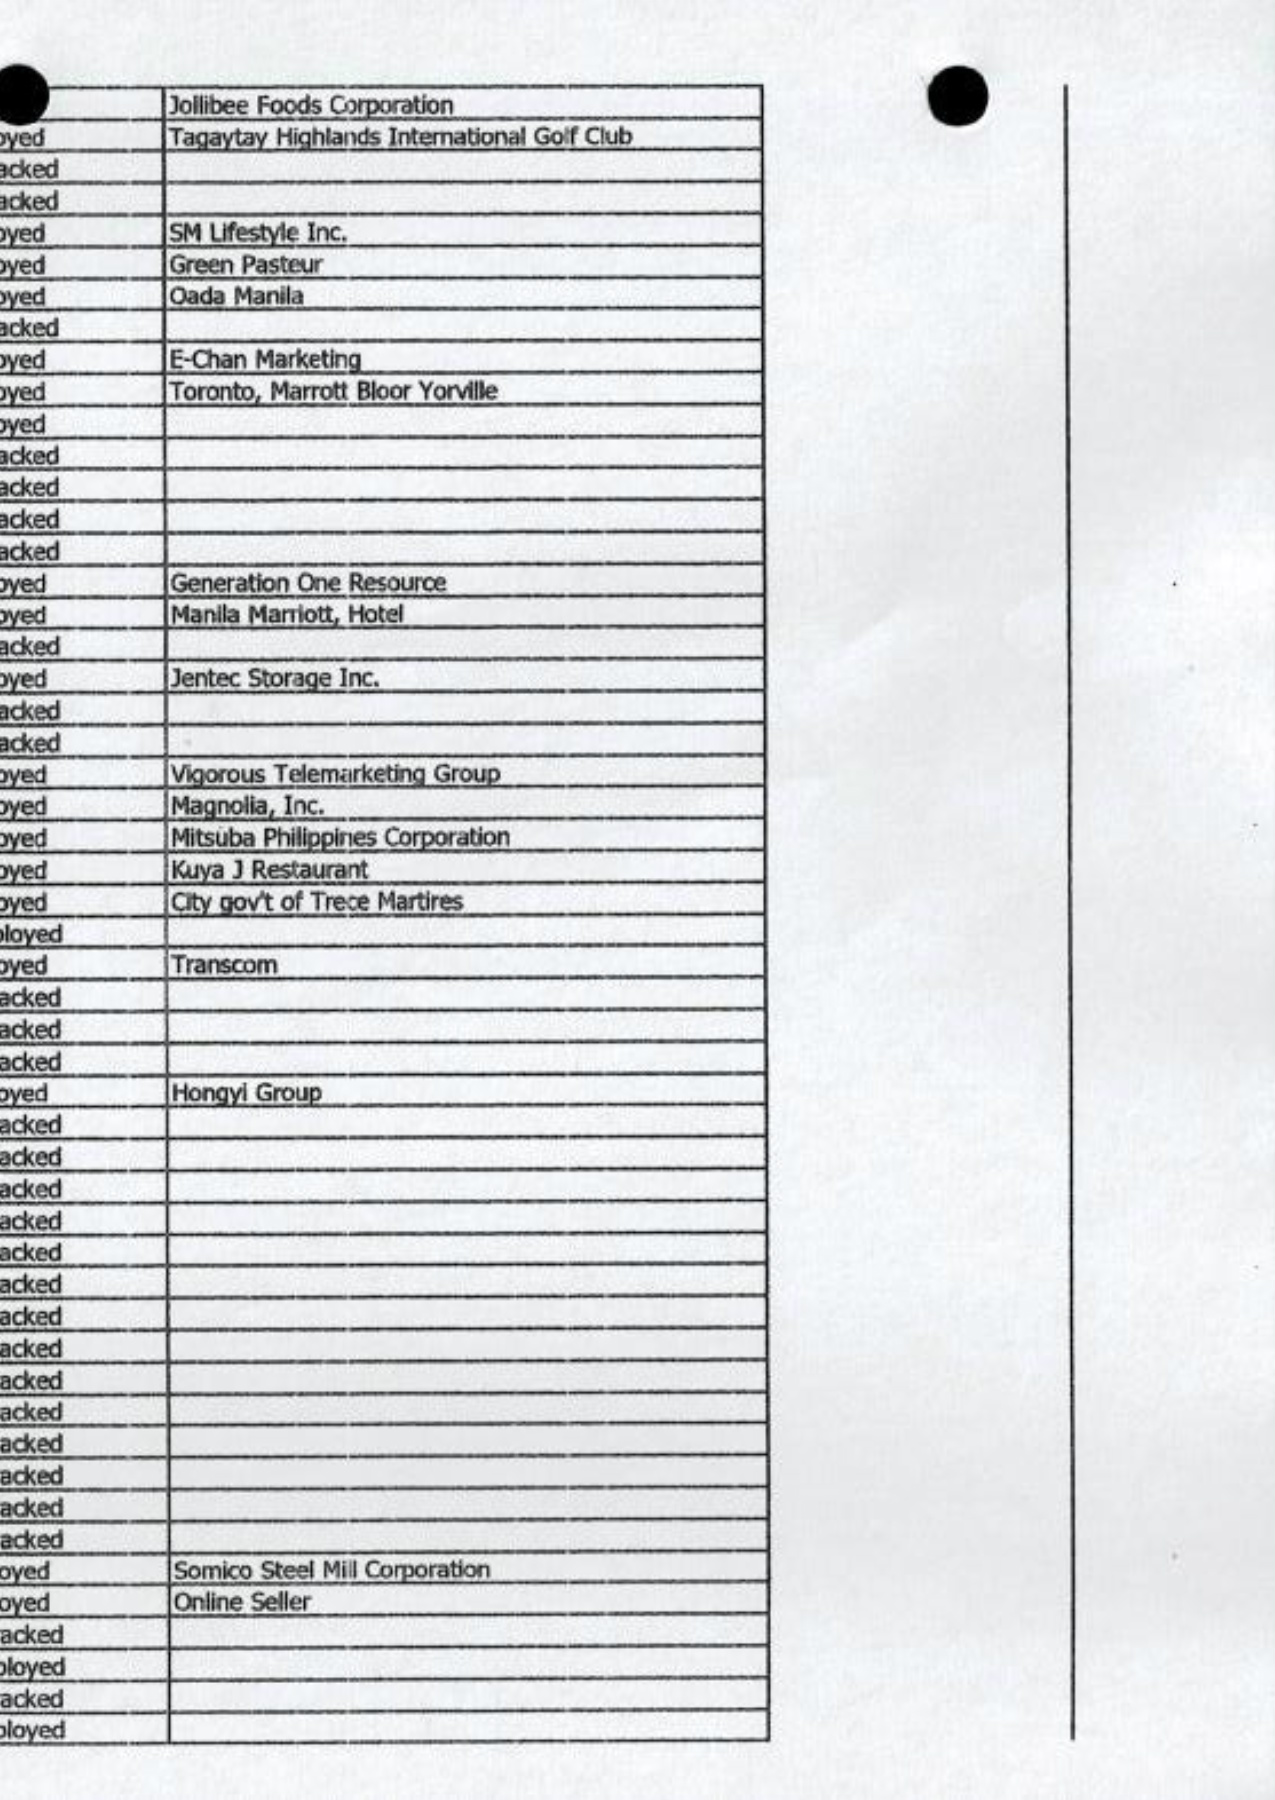 Jollibee Foods Corporation
oyed Tagaytay Highlands International Golf Club
acked
acked
oyed SM Lifestyle Inc.
oyed Green Pasteur
oyed Oada Manila
acked
oyed E-Chan Marketing
oyed Toronto, Marrott Bloor Yorville
oyed
acked
acked
acked
acked
oyed Generation One Resource
oyed Manila Marriott, Hotel
acked
oyed Jentec Storage Inc.
acked
acked
oyed Vigorous Telemarketing Group
oyed Magnolia, Inc.
oyed Mitsuba Philippines Corporation
oyed Kuya J Restaurant
oyed City gov't of Trece Martires
ployed
oyed Transcom
acked
acked
acked
oyed Hongyi Group
acked
acked
acked
acked
acked
acked
acked
acked
acked
acked
acked
acked
acked
acked
oyed Somico Steel Mill Corporation
oyed Online Seller
racked
ployed
racked
ployed